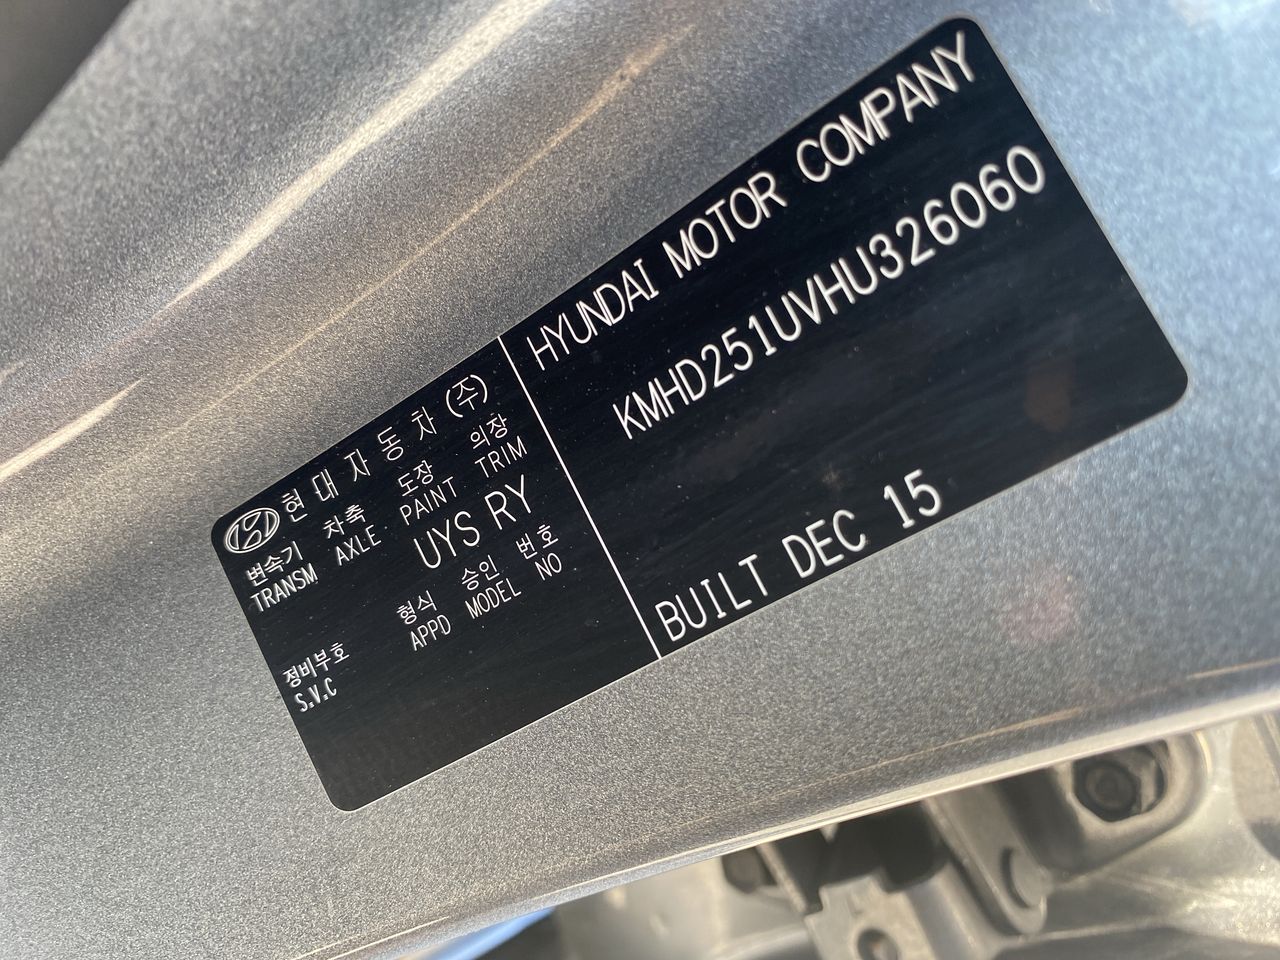 현대자동차(주)
변속기 차축 도장 의장
TRANSM AXLE PAINT TRIM
UYS RY
형식 승인 번호
APPD MODEL NO
정비부호
S.V.C
HYUNDAI MOTOR COMPANY
KMHD251UVHU326060
BUILT DEC 15